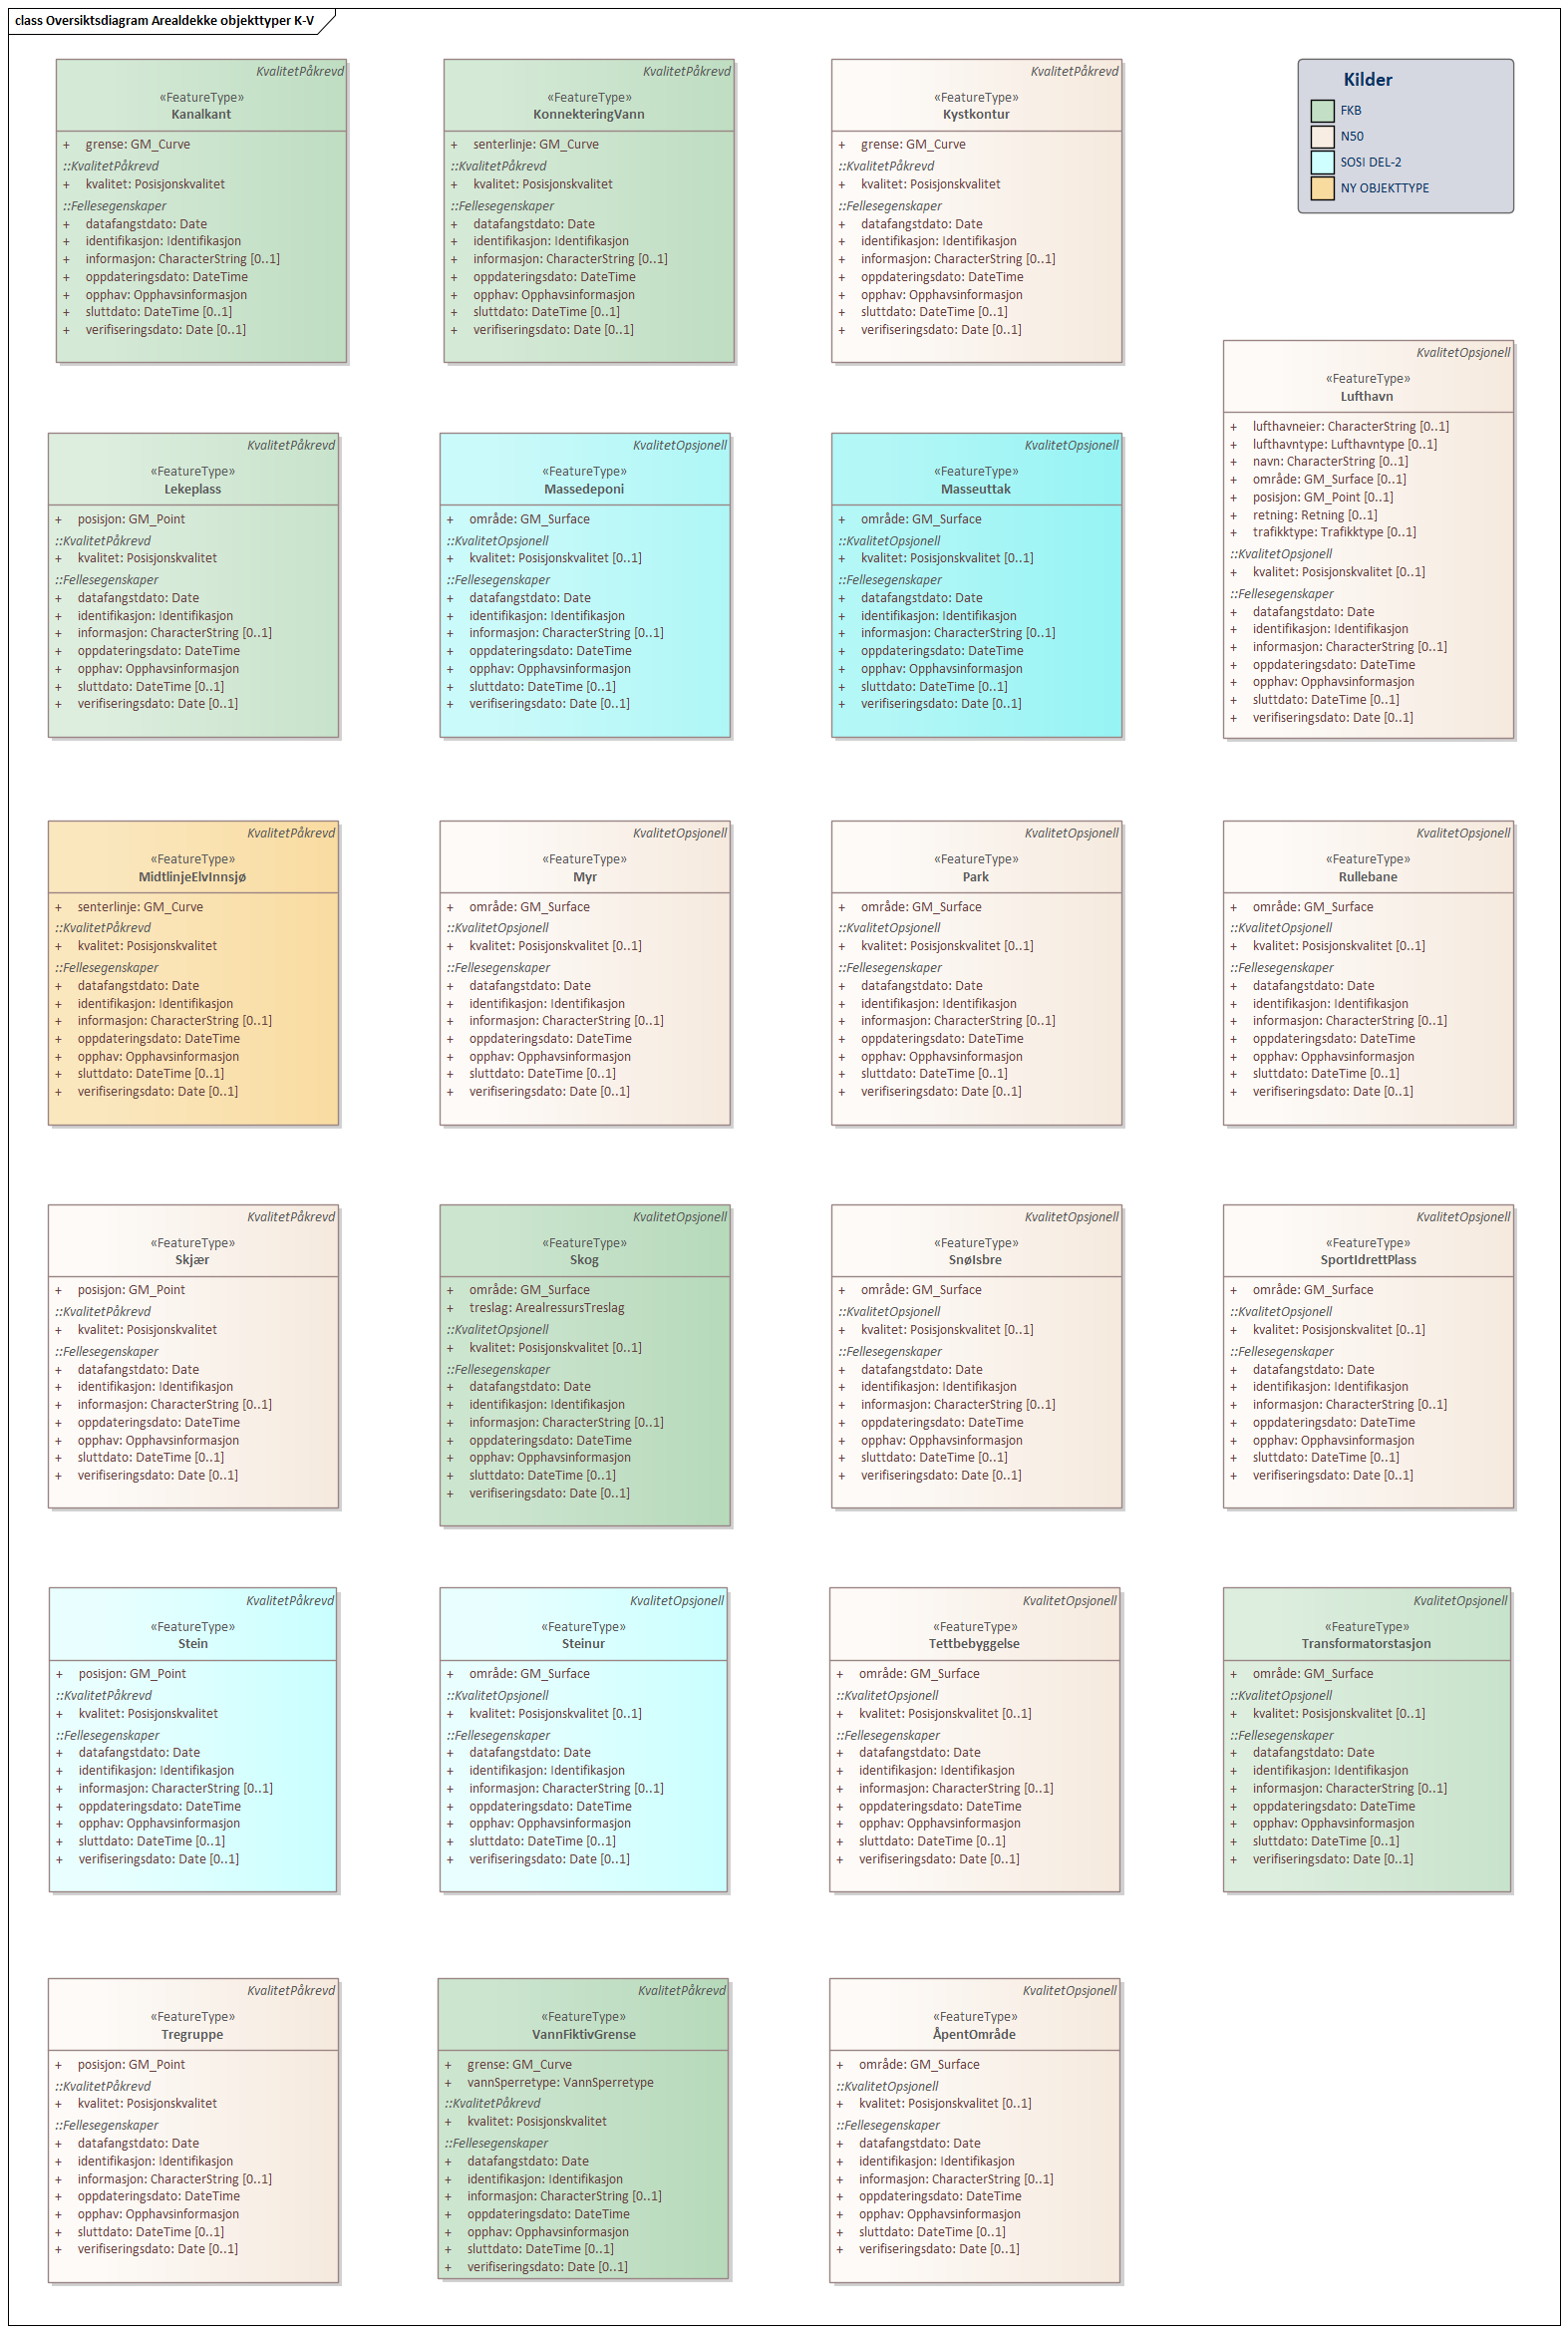 class Oversiktsdiagram Arealdekke objekttyper K-V
KvalitetPåkrevd
«FeatureType»
Kanalkant
+ grense: GM_Curve
::KvalitetPåkrevd
+ kvalitet: Posisjonskvalitet
::Fellesegenskaper
+ datafangstdato: Date
+ identifikasjon: Identifikasjon
+ informasjon: CharacterString [0..1]
+ oppdateringsdato: DateTime
+ opphav: Opphavsinformasjon
+ sluttdato: DateTime [0..1]
+ verifiseringsdato: Date [0..1]
KvalitetPåkrevd
«FeatureType»
KonnekteringVann
+ senterlinje: GM_Curve
::KvalitetPåkrevd
+ kvalitet: Posisjonskvalitet
::Fellesegenskaper
+ datafangstdato: Date
+ identifikasjon: Identifikasjon
+ informasjon: CharacterString [0..1]
+ oppdateringsdato: DateTime
+ opphav: Opphavsinformasjon
+ sluttdato: DateTime [0..1]
+ verifiseringsdato: Date [0..1]
KvalitetPåkrevd
«FeatureType»
Kystkontur
+ grense: GM_Curve
::KvalitetPåkrevd
+ kvalitet: Posisjonskvalitet
::Fellesegenskaper
+ datafangstdato: Date
+ identifikasjon: Identifikasjon
+ informasjon: CharacterString [0..1]
+ oppdateringsdato: DateTime
+ opphav: Opphavsinformasjon
+ sluttdato: DateTime [0..1]
+ verifiseringsdato: Date [0..1]
Kilder
FKB
N50
SOSI DEL-2
NY OBJEKTTYPE
KvalitetPåkrevd
«FeatureType»
Lekeplass
+ posisjon: GM_Point
::KvalitetPåkrevd
+ kvalitet: Posisjonskvalitet
::Fellesegenskaper
+ datafangstdato: Date
+ identifikasjon: Identifikasjon
+ informasjon: CharacterString [0..1]
+ oppdateringsdato: DateTime
+ opphav: Opphavsinformasjon
+ sluttdato: DateTime [0..1]
+ verifiseringsdato: Date [0..1]
KvalitetOpsjonell
«FeatureType»
Massedeponi
+ område: GM_Surface
::KvalitetOpsjonell
+ kvalitet: Posisjonskvalitet [0..1]
::Fellesegenskaper
+ datafangstdato: Date
+ identifikasjon: Identifikasjon
+ informasjon: CharacterString [0..1]
+ oppdateringsdato: DateTime
+ opphav: Opphavsinformasjon
+ sluttdato: DateTime [0..1]
+ verifiseringsdato: Date [0..1]
KvalitetOpsjonell
«FeatureType»
Masseuttak
+ område: GM_Surface
::KvalitetOpsjonell
+ kvalitet: Posisjonskvalitet [0..1]
::Fellesegenskaper
+ datafangstdato: Date
+ identifikasjon: Identifikasjon
+ informasjon: CharacterString [0..1]
+ oppdateringsdato: DateTime
+ opphav: Opphavsinformasjon
+ sluttdato: DateTime [0..1]
+ verifiseringsdato: Date [0..1]
KvalitetOpsjonell
«FeatureType»
Lufthavn
+ lufthavneier: CharacterString [0..1]
+ lufthavntype: Lufthavntype [0..1]
+ navn: CharacterString [0..1]
+ område: GM_Surface [0..1]
+ posisjon: GM_Point [0..1]
+ retning: Retning [0..1]
+ trafikktype: Trafikktype [0..1]
::KvalitetOpsjonell
+ kvalitet: Posisjonskvalitet [0..1]
::Fellesegenskaper
+ datafangstdato: Date
+ identifikasjon: Identifikasjon
+ informasjon: CharacterString [0..1]
+ oppdateringsdato: DateTime
+ opphav: Opphavsinformasjon
+ sluttdato: DateTime [0..1]
+ verifiseringsdato: Date [0..1]
KvalitetPåkrevd
«FeatureType»
MidtlinjeElvInnsjø
+ senterlinje: GM_Curve
::KvalitetPåkrevd
+ kvalitet: Posisjonskvalitet
::Fellesegenskaper
+ datafangstdato: Date
+ identifikasjon: Identifikasjon
+ informasjon: CharacterString [0..1]
+ oppdateringsdato: DateTime
+ opphav: Opphavsinformasjon
+ sluttdato: DateTime [0..1]
+ verifiseringsdato: Date [0..1]
KvalitetOpsjonell
«FeatureType»
Myr
+ område: GM_Surface
::KvalitetOpsjonell
+ kvalitet: Posisjonskvalitet [0..1]
::Fellesegenskaper
+ datafangstdato: Date
+ identifikasjon: Identifikasjon
+ informasjon: CharacterString [0..1]
+ oppdateringsdato: DateTime
+ opphav: Opphavsinformasjon
+ sluttdato: DateTime [0..1]
+ verifiseringsdato: Date [0..1]
KvalitetOpsjonell
«FeatureType»
Park
+ område: GM_Surface
::KvalitetOpsjonell
+ kvalitet: Posisjonskvalitet [0..1]
::Fellesegenskaper
+ datafangstdato: Date
+ identifikasjon: Identifikasjon
+ informasjon: CharacterString [0..1]
+ oppdateringsdato: DateTime
+ opphav: Opphavsinformasjon
+ sluttdato: DateTime [0..1]
+ verifiseringsdato: Date [0..1]
KvalitetOpsjonell
«FeatureType»
Rullebane
+ område: GM_Surface
::KvalitetOpsjonell
+ kvalitet: Posisjonskvalitet [0..1]
::Fellesegenskaper
+ datafangstdato: Date
+ identifikasjon: Identifikasjon
+ informasjon: CharacterString [0..1]
+ oppdateringsdato: DateTime
+ opphav: Opphavsinformasjon
+ sluttdato: DateTime [0..1]
+ verifiseringsdato: Date [0..1]
KvalitetPåkrevd
«FeatureType»
Skjær
+ posisjon: GM_Point
::KvalitetPåkrevd
+ kvalitet: Posisjonskvalitet
::Fellesegenskaper
+ datafangstdato: Date
+ identifikasjon: Identifikasjon
+ informasjon: CharacterString [0..1]
+ oppdateringsdato: DateTime
+ opphav: Opphavsinformasjon
+ sluttdato: DateTime [0..1]
+ verifiseringsdato: Date [0..1]
KvalitetOpsjonell
«FeatureType»
Skog
+ område: GM_Surface
+ treslag: ArealressursTreslag
::KvalitetOpsjonell
+ kvalitet: Posisjonskvalitet [0..1]
::Fellesegenskaper
+ datafangstdato: Date
+ identifikasjon: Identifikasjon
+ informasjon: CharacterString [0..1]
+ oppdateringsdato: DateTime
+ opphav: Opphavsinformasjon
+ sluttdato: DateTime [0..1]
+ verifiseringsdato: Date [0..1]
KvalitetOpsjonell
«FeatureType»
SnøIsbre
+ område: GM_Surface
::KvalitetOpsjonell
+ kvalitet: Posisjonskvalitet [0..1]
::Fellesegenskaper
+ datafangstdato: Date
+ identifikasjon: Identifikasjon
+ informasjon: CharacterString [0..1]
+ oppdateringsdato: DateTime
+ opphav: Opphavsinformasjon
+ sluttdato: DateTime [0..1]
+ verifiseringsdato: Date [0..1]
KvalitetOpsjonell
«FeatureType»
SportIdrettPlass
+ område: GM_Surface
::KvalitetOpsjonell
+ kvalitet: Posisjonskvalitet [0..1]
::Fellesegenskaper
+ datafangstdato: Date
+ identifikasjon: Identifikasjon
+ informasjon: CharacterString [0..1]
+ oppdateringsdato: DateTime
+ opphav: Opphavsinformasjon
+ sluttdato: DateTime [0..1]
+ verifiseringsdato: Date [0..1]
KvalitetPåkrevd
«FeatureType»
Stein
+ posisjon: GM_Point
::KvalitetPåkrevd
+ kvalitet: Posisjonskvalitet
::Fellesegenskaper
+ datafangstdato: Date
+ identifikasjon: Identifikasjon
+ informasjon: CharacterString [0..1]
+ oppdateringsdato: DateTime
+ opphav: Opphavsinformasjon
+ sluttdato: DateTime [0..1]
+ verifiseringsdato: Date [0..1]
KvalitetOpsjonell
«FeatureType»
Steinur
+ område: GM_Surface
::KvalitetOpsjonell
+ kvalitet: Posisjonskvalitet [0..1]
::Fellesegenskaper
+ datafangstdato: Date
+ identifikasjon: Identifikasjon
+ informasjon: CharacterString [0..1]
+ oppdateringsdato: DateTime
+ opphav: Opphavsinformasjon
+ sluttdato: DateTime [0..1]
+ verifiseringsdato: Date [0..1]
KvalitetOpsjonell
«FeatureType»
Tettbebyggelse
+ område: GM_Surface
::KvalitetOpsjonell
+ kvalitet: Posisjonskvalitet [0..1]
::Fellesegenskaper
+ datafangstdato: Date
+ identifikasjon: Identifikasjon
+ informasjon: CharacterString [0..1]
+ oppdateringsdato: DateTime
+ opphav: Opphavsinformasjon
+ sluttdato: DateTime [0..1]
+ verifiseringsdato: Date [0..1]
KvalitetOpsjonell
«FeatureType»
Transformatorstasjon
+ område: GM_Surface
::KvalitetOpsjonell
+ kvalitet: Posisjonskvalitet [0..1]
::Fellesegenskaper
+ datafangstdato: Date
+ identifikasjon: Identifikasjon
+ informasjon: CharacterString [0..1]
+ oppdateringsdato: DateTime
+ opphav: Opphavsinformasjon
+ sluttdato: DateTime [0..1]
+ verifiseringsdato: Date [0..1]
KvalitetPåkrevd
«FeatureType»
Tregruppe
+ posisjon: GM_Point
::KvalitetPåkrevd
+ kvalitet: Posisjonskvalitet
::Fellesegenskaper
+ datafangstdato: Date
+ identifikasjon: Identifikasjon
+ informasjon: CharacterString [0..1]
+ oppdateringsdato: DateTime
+ opphav: Opphavsinformasjon
+ sluttdato: DateTime [0..1]
+ verifiseringsdato: Date [0..1]
KvalitetPåkrevd
«FeatureType»
VannFiktivGrense
+ grense: GM_Curve
+ vannSperretype: VannSperretype
::KvalitetPåkrevd
+ kvalitet: Posisjonskvalitet
::Fellesegenskaper
+ datafangstdato: Date
+ identifikasjon: Identifikasjon
+ informasjon: CharacterString [0..1]
+ oppdateringsdato: DateTime
+ opphav: Opphavsinformasjon
+ sluttdato: DateTime [0..1]
+ verifiseringsdato: Date [0..1]
KvalitetOpsjonell
«FeatureType»
ÅpentOmråde
+ område: GM_Surface
::KvalitetOpsjonell
+ kvalitet: Posisjonskvalitet [0..1]
::Fellesegenskaper
+ datafangstdato: Date
+ identifikasjon: Identifikasjon
+ informasjon: CharacterString [0..1]
+ oppdateringsdato: DateTime
+ opphav: Opphavsinformasjon
+ sluttdato: DateTime [0..1]
+ verifiseringsdato: Date [0..1]